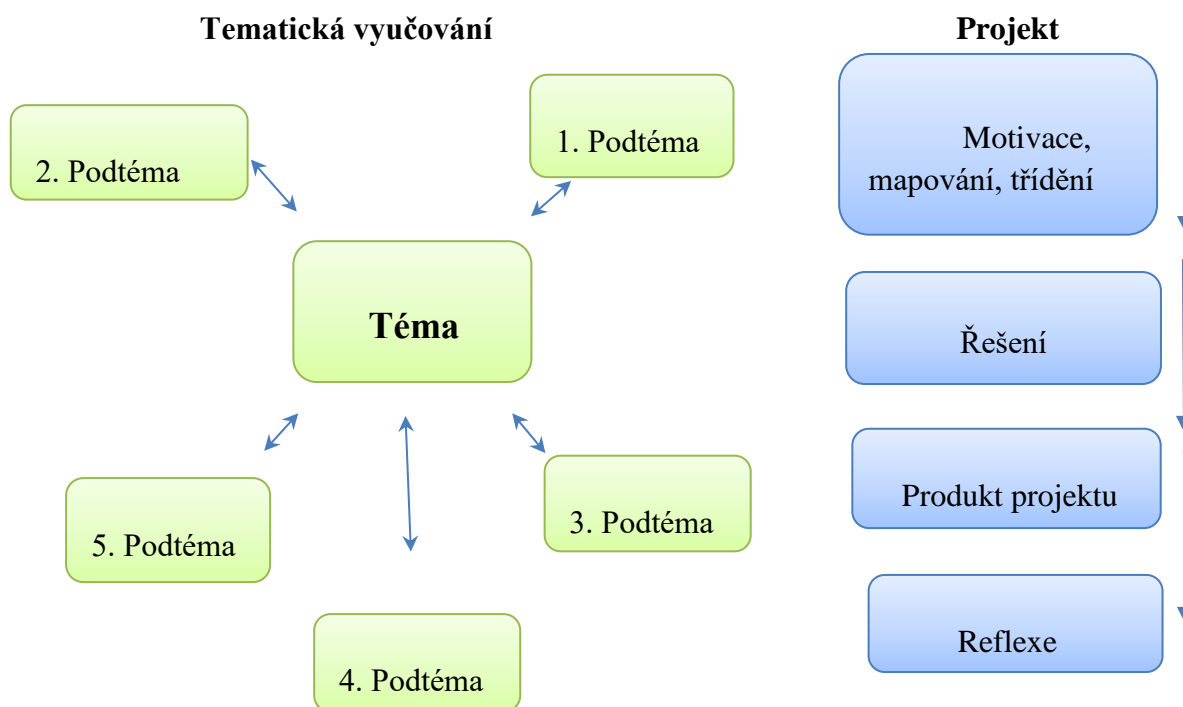 Tematická vyučování
2. Podtéma
1. Podtéma
Téma
5. Podtéma
3. Podtéma
4. Podtéma
Projekt
Motivace,
mapování, třídění
Řešení
Produkt projektu
Reflexe